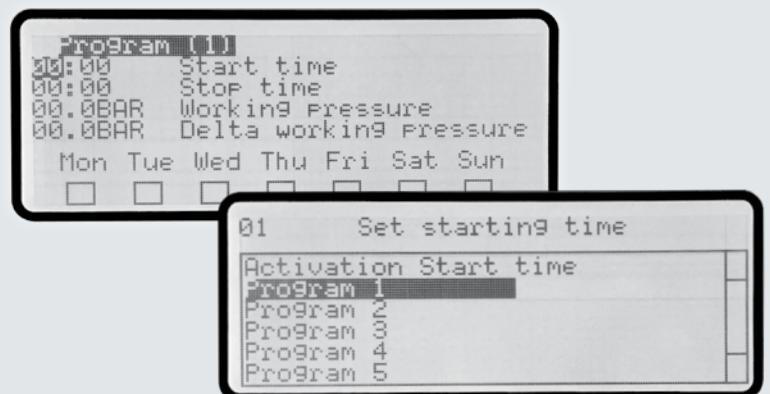 Program (1)
00:00 Start time
00:00 Stop time
00.0BAR Working pressure
00.0BAR Delta working pressure
Mon Tue Wed Thu Fri Sat Sun
01 Set starting time
Activation Start time
Program 1
Program 2
Program 3
Program 4
Program 5